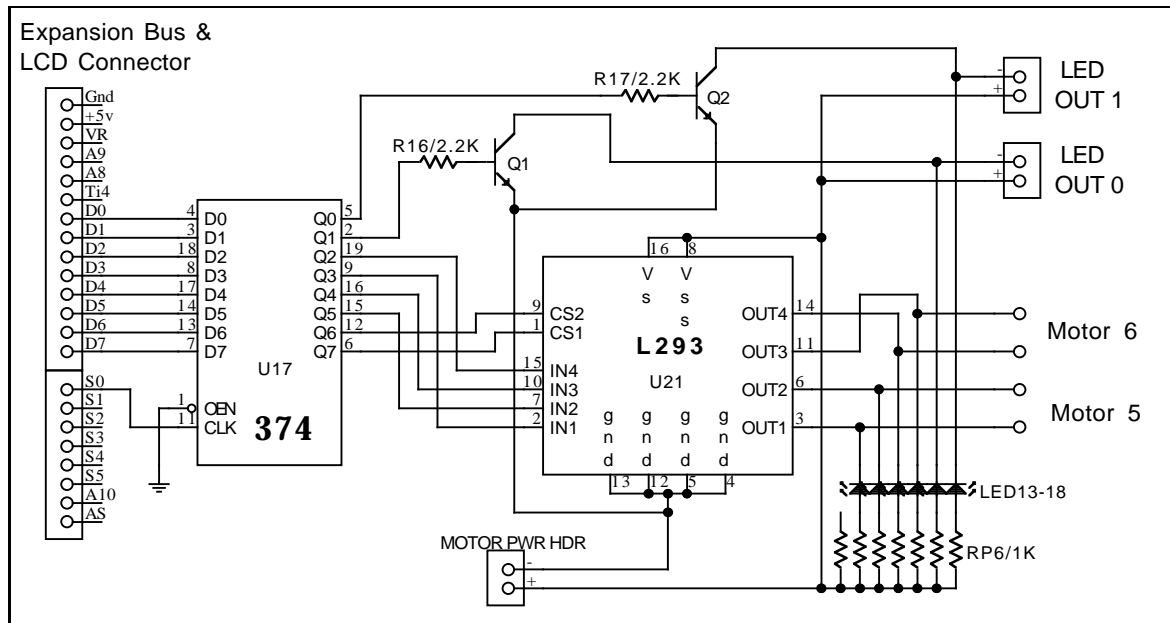 Expansion Bus &
LCD Connector
Gnd
+5v
VR
A9
A8
Ti4
D0
D1
D2
D3
D4
D5
D6
D7
S0
S1
S2
S3
S4
S5
A10
AS
4 D0 Q0 5
3 D1 Q1 2
18 D2 Q2 19
8 D3 Q3 9
17 D4 Q4 16
14 D5 Q5 15
13 D6 Q6 12
7 D7 Q7 6
U17
1 OEN
11 CLK
374
R17/2.2K
Q2
R16/2.2K
Q1
16 8
Vs Vss
9 CS2
1 CS1
15 IN4
10 IN3
7 IN2
2 IN1
L293
U21
OUT4 14
OUT3 11
OUT2 6
OUT1 3
gnd gnd gnd gnd
13 12 5 4
- LED
+ OUT 1
- LED
+ OUT 0
Motor 6
Motor 5
LED13-18
RP6/1K
MOTOR PWR HDR
-
+